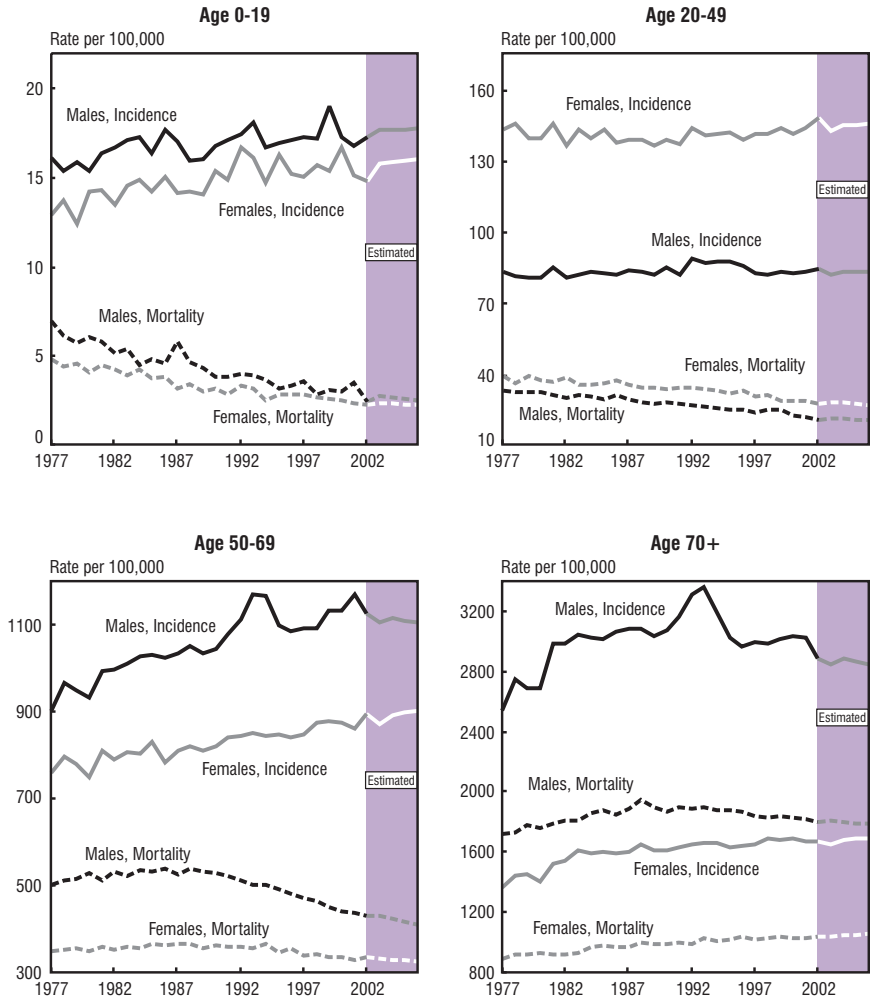 Age 0-19
Rate per 100,000
20
15
10
5
0
Males, Incidence
Females, Incidence
Estimated
Males, Mortality
Females, Mortality
1977 1982 1987 1992 1997 2002
Age 20-49
Rate per 100,000
160
130
100
70
40
10
Females, Incidence
Estimated
Males, Incidence
Females, Mortality
Males, Mortality
1977 1982 1987 1992 1997 2002
Age 50-69
Rate per 100,000
1100
900
700
500
300
Males, Incidence
Females, Incidence
Estimated
Males, Mortality
Females, Mortality
1977 1982 1987 1992 1997 2002
Age 70+
Rate per 100,000
3200
2800
2400
2000
1600
1200
800
Males, Incidence
Estimated
Males, Mortality
Females, Incidence
Females, Mortality
1977 1982 1987 1992 1997 2002